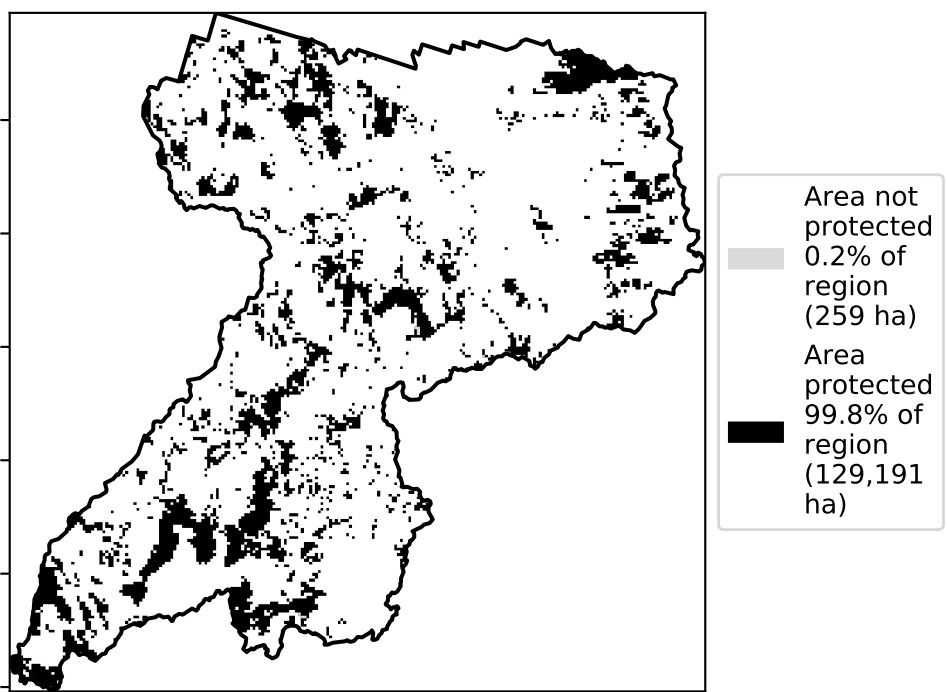 Area not
protected
0.2% of
region
(259 ha)
Area
protected
99.8% of
region
(129,191
ha)